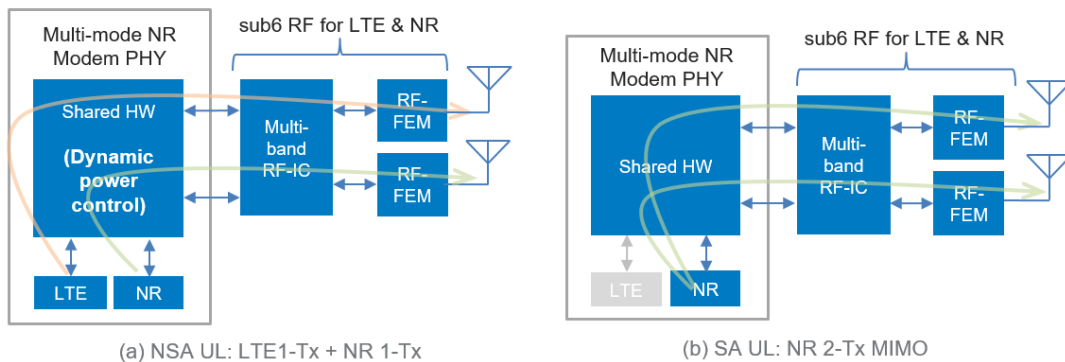 sub6 RF for LTE & NR
Multi-mode NR
Modem PHY
Shared HW
(Dynamic
power
control)
Multi-
band
RF-IC
RF-
FEM
RF-
FEM
LTE
NR
(a) NSA UL: LTE1-Tx + NR 1-Tx
sub6 RF for LTE & NR
Multi-mode NR
Modem PHY
Shared HW
Multi-
band
RF-IC
RF-
FEM
RF-
FEM
LTE
NR
(b) SA UL: NR 2-Tx MIMO